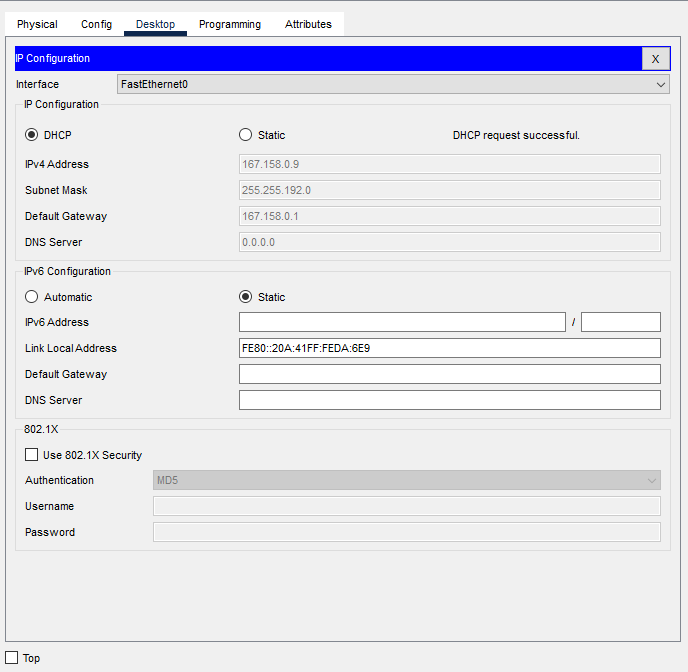 Physical Config Desktop Programming Attributes
IP Configuration X
Interface FastEthernet0
IP Configuration
DHCP Static DHCP request successful.
IPv4 Address 167.158.0.9
Subnet Mask 255.255.192.0
Default Gateway 167.158.0.1
DNS Server 0.0.0.0
IPv6 Configuration
Automatic Static
IPv6 Address /
Link Local Address FE80::20A:41FF:FEDA:6E9
Default Gateway
DNS Server
802.1X
Use 802.1X Security
Authentication MD5
Username
Password
Top